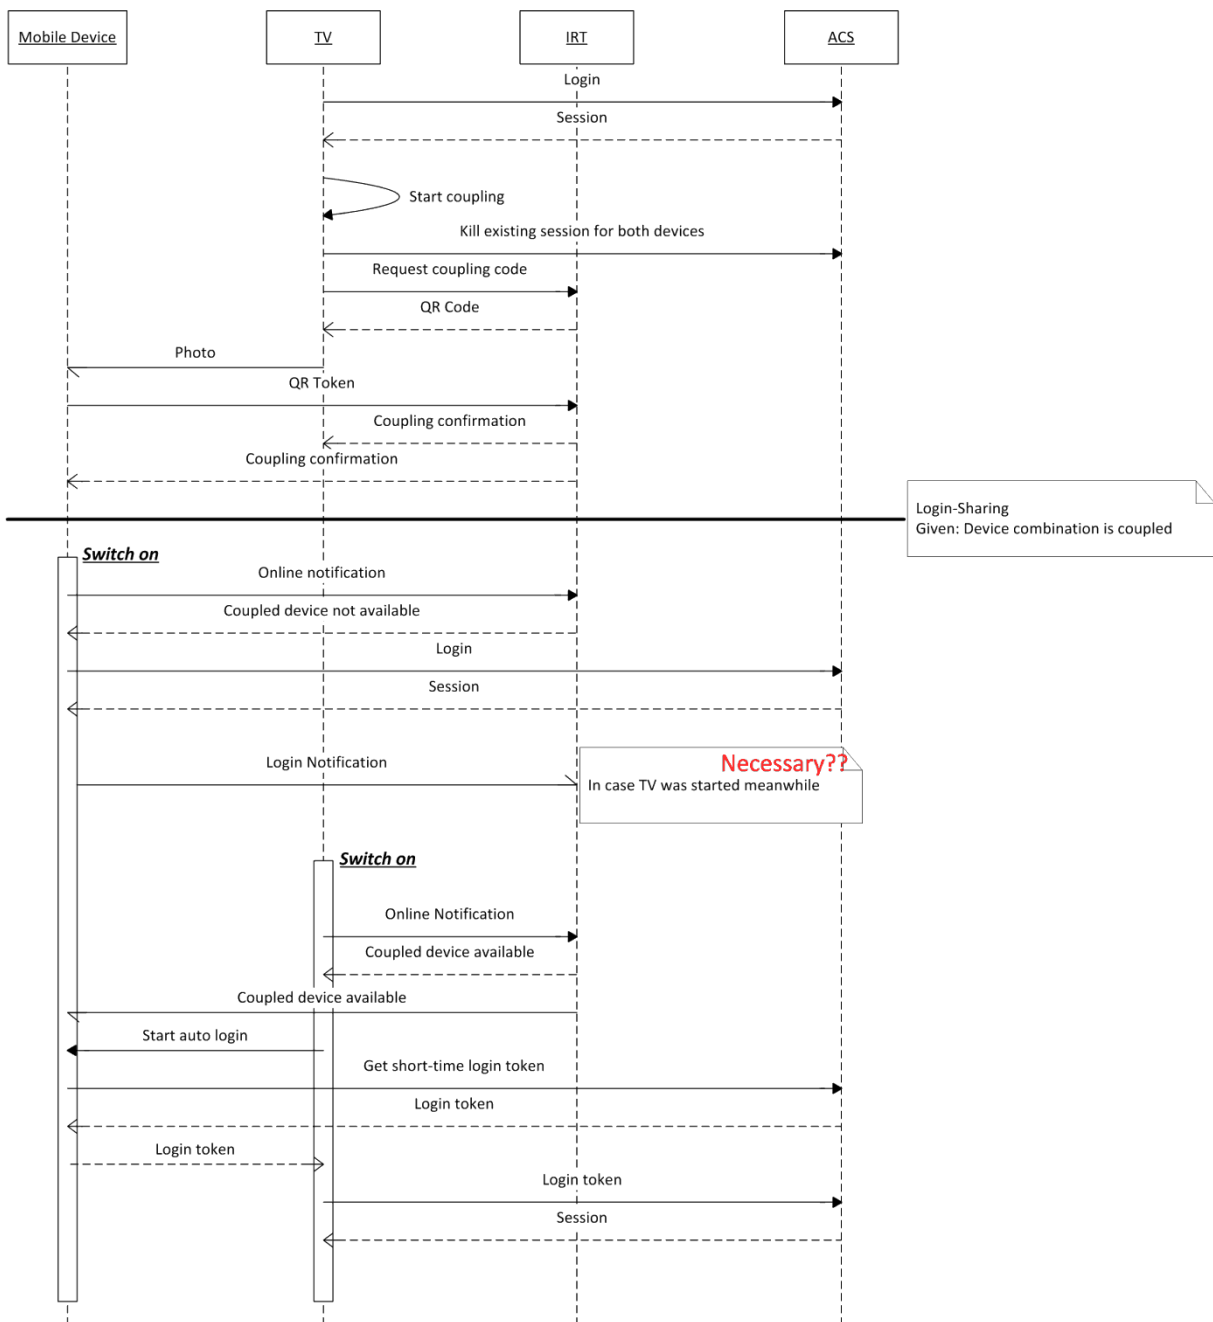 Mobile Device
TV
IRT
ACS
Login
Session
Start coupling
Kill existing session for both devices
Request coupling code
QR Code
Photo
QR Token
Coupling confirmation
Coupling confirmation
Login-Sharing
Given: Device combination is coupled
Switch on
Online notification
Coupled device not available
Login
Session
Login Notification
Necessary??
In case TV was started meanwhile
Switch on
Online Notification
Coupled device available
Coupled device available
Start auto login
Get short-time login token
Login token
Login token
Login token
Session